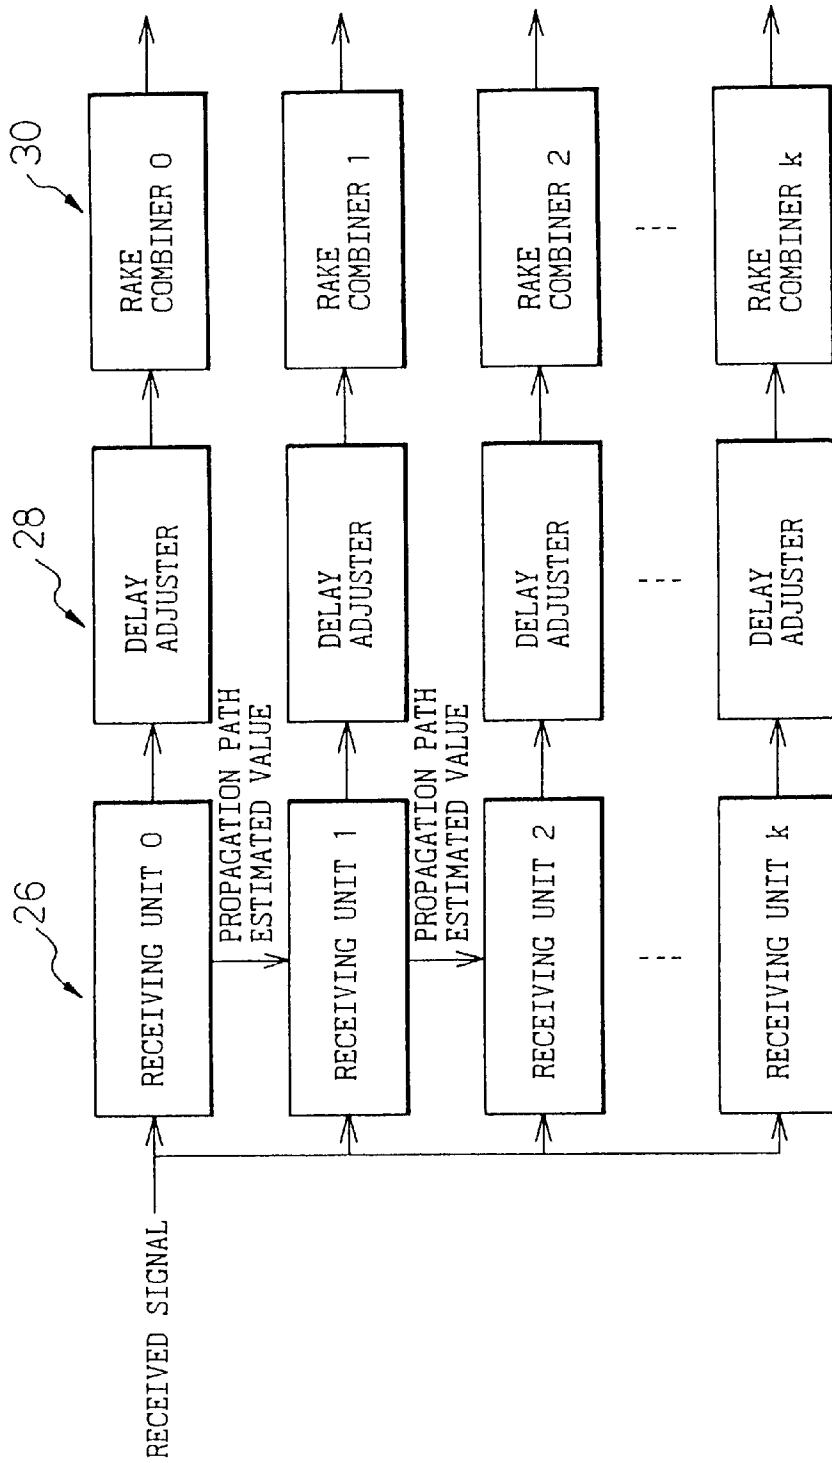 26
28
30
RECEIVED SIGNAL
RECEIVING UNIT 0
DELAY
ADJUSTER
RAKE
COMBINER 0
PROPAGATION PATH
ESTIMATED VALUE
RECEIVING UNIT 1
DELAY
ADJUSTER
RAKE
COMBINER 1
PROPAGATION PATH
ESTIMATED VALUE
RECEIVING UNIT 2
DELAY
ADJUSTER
RAKE
COMBINER 2
RECEIVING UNIT k
DELAY
ADJUSTER
RAKE
COMBINER k